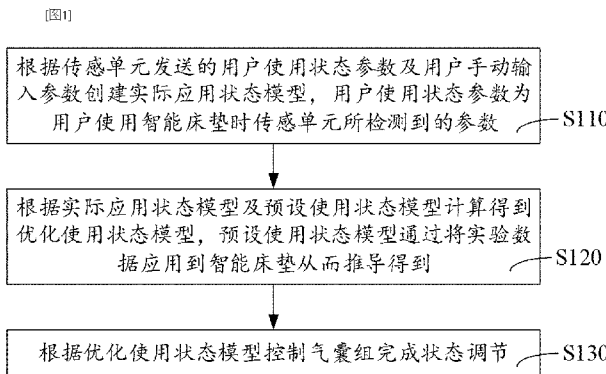 [图1]
根据传感单元发送的用户使用状态参数及用户手动输
入参数创建实际应用状态模型，用户使用状态参数为
用户使用智能床垫时传感单元所检测到的参数
S110
根据实际应用状态模型及预设使用状态模型计算得到
优化使用状态模型，预设使用状态模型通过将实验数
据应用到智能床垫从而推导得到
S120
根据优化使用状态模型控制气囊组完成状态调节
S130